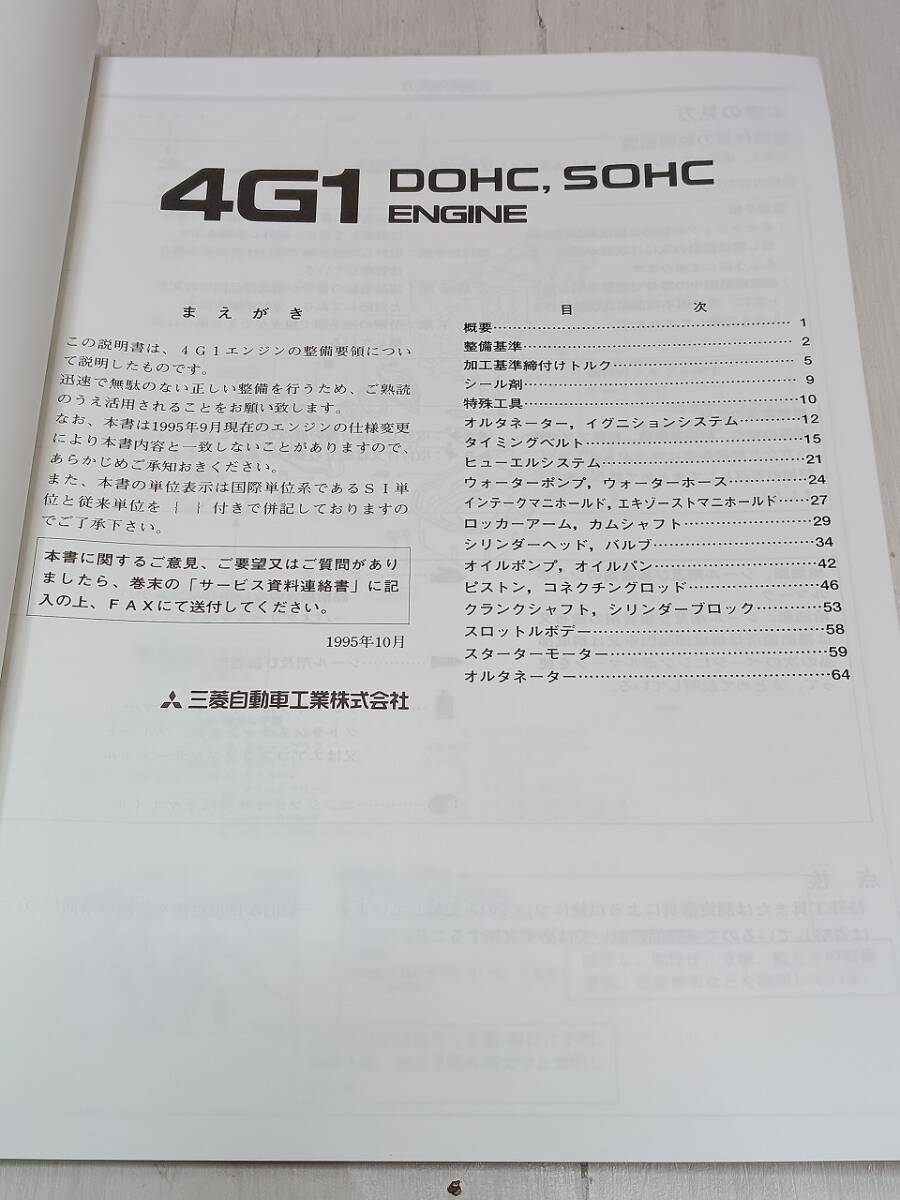 4G1 DOHC, SOHC
ENGINE
まえがき
この説明書は、4G1エンジンの整備要領につい
て説明したものです。
迅速で無駄のない正しい整備を行うため、ご熟読
のうえ活用されることをお願い致します。
なお、本書は1995年9月現在のエンジンの仕様変更
により本書内容と一致しないことがありますので、
あらかじめご承知おきください。
また、本書の単位表示は国際単位系であるSI単
位と従来単位を { } 付きで併記しておりますの
でご了承下さい。
本書に関するご意見、ご要望又はご質問があり
ましたら、巻末の「サービス資料連絡書」に記
入の上、FAXにて送付してください。
1995年10月
三菱自動車工業株式会社
目次
概要……………………………………………… 1
整備基準………………………………………… 2
加工基準締付けトルク………………………… 5
シール剤………………………………………… 9
特殊工具…………………………………………10
オルタネーター，イグニションシステム………12
タイミングベルト………………………………15
ヒューエルシステム……………………………21
ウォーターポンプ，ウォーターホース…………24
インテークマニホールド，エキゾーストマニホールド……27
ロッカーアーム，カムシャフト…………………29
シリンダーヘッド，バルブ………………………34
オイルポンプ，オイルパン………………………42
ピストン，コネクチングロッド…………………46
クランクシャフト，シリンダーブロック………53
スロットルボデー………………………………58
スターターモーター……………………………59
オルタネーター…………………………………64